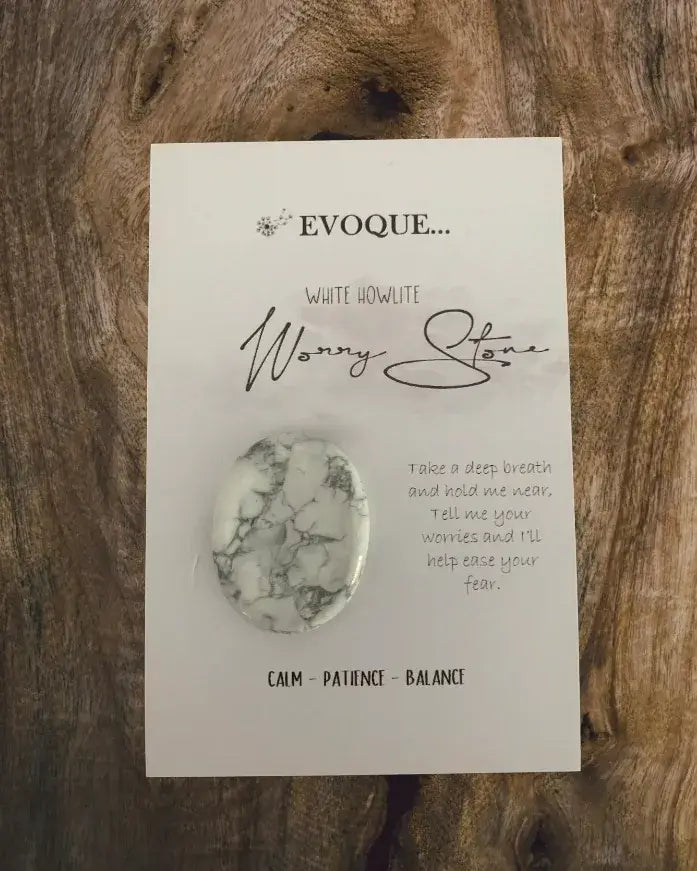 EVOQUE...
WHITE HOWLITE
Worry Stone
Take a deep breath
and hold me near,
Tell me your
worries and I'll
help ease your
fear.
CALM - PATIENCE - BALANCE